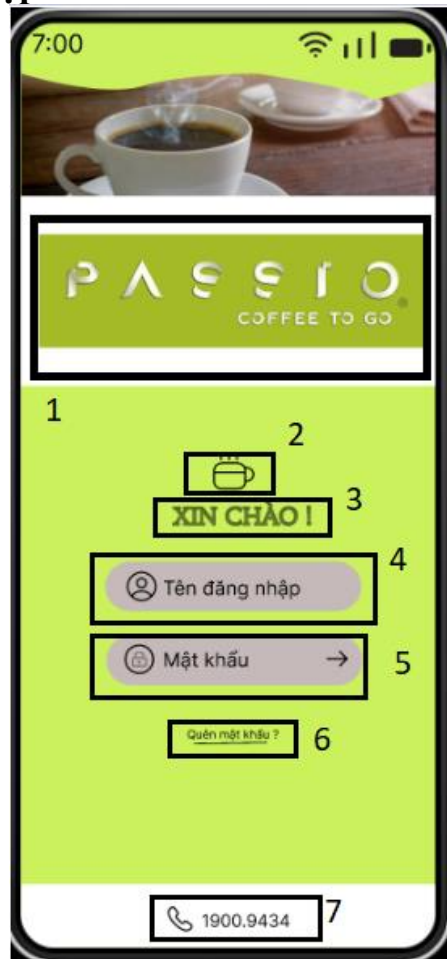 7:00
PASSIO
COFFEE TO GO
1
2
XIN CHÀO !
3
4
Tên đăng nhập
5
Mật khẩu →
Quên mật khẩu ?
6
1900.9434
7